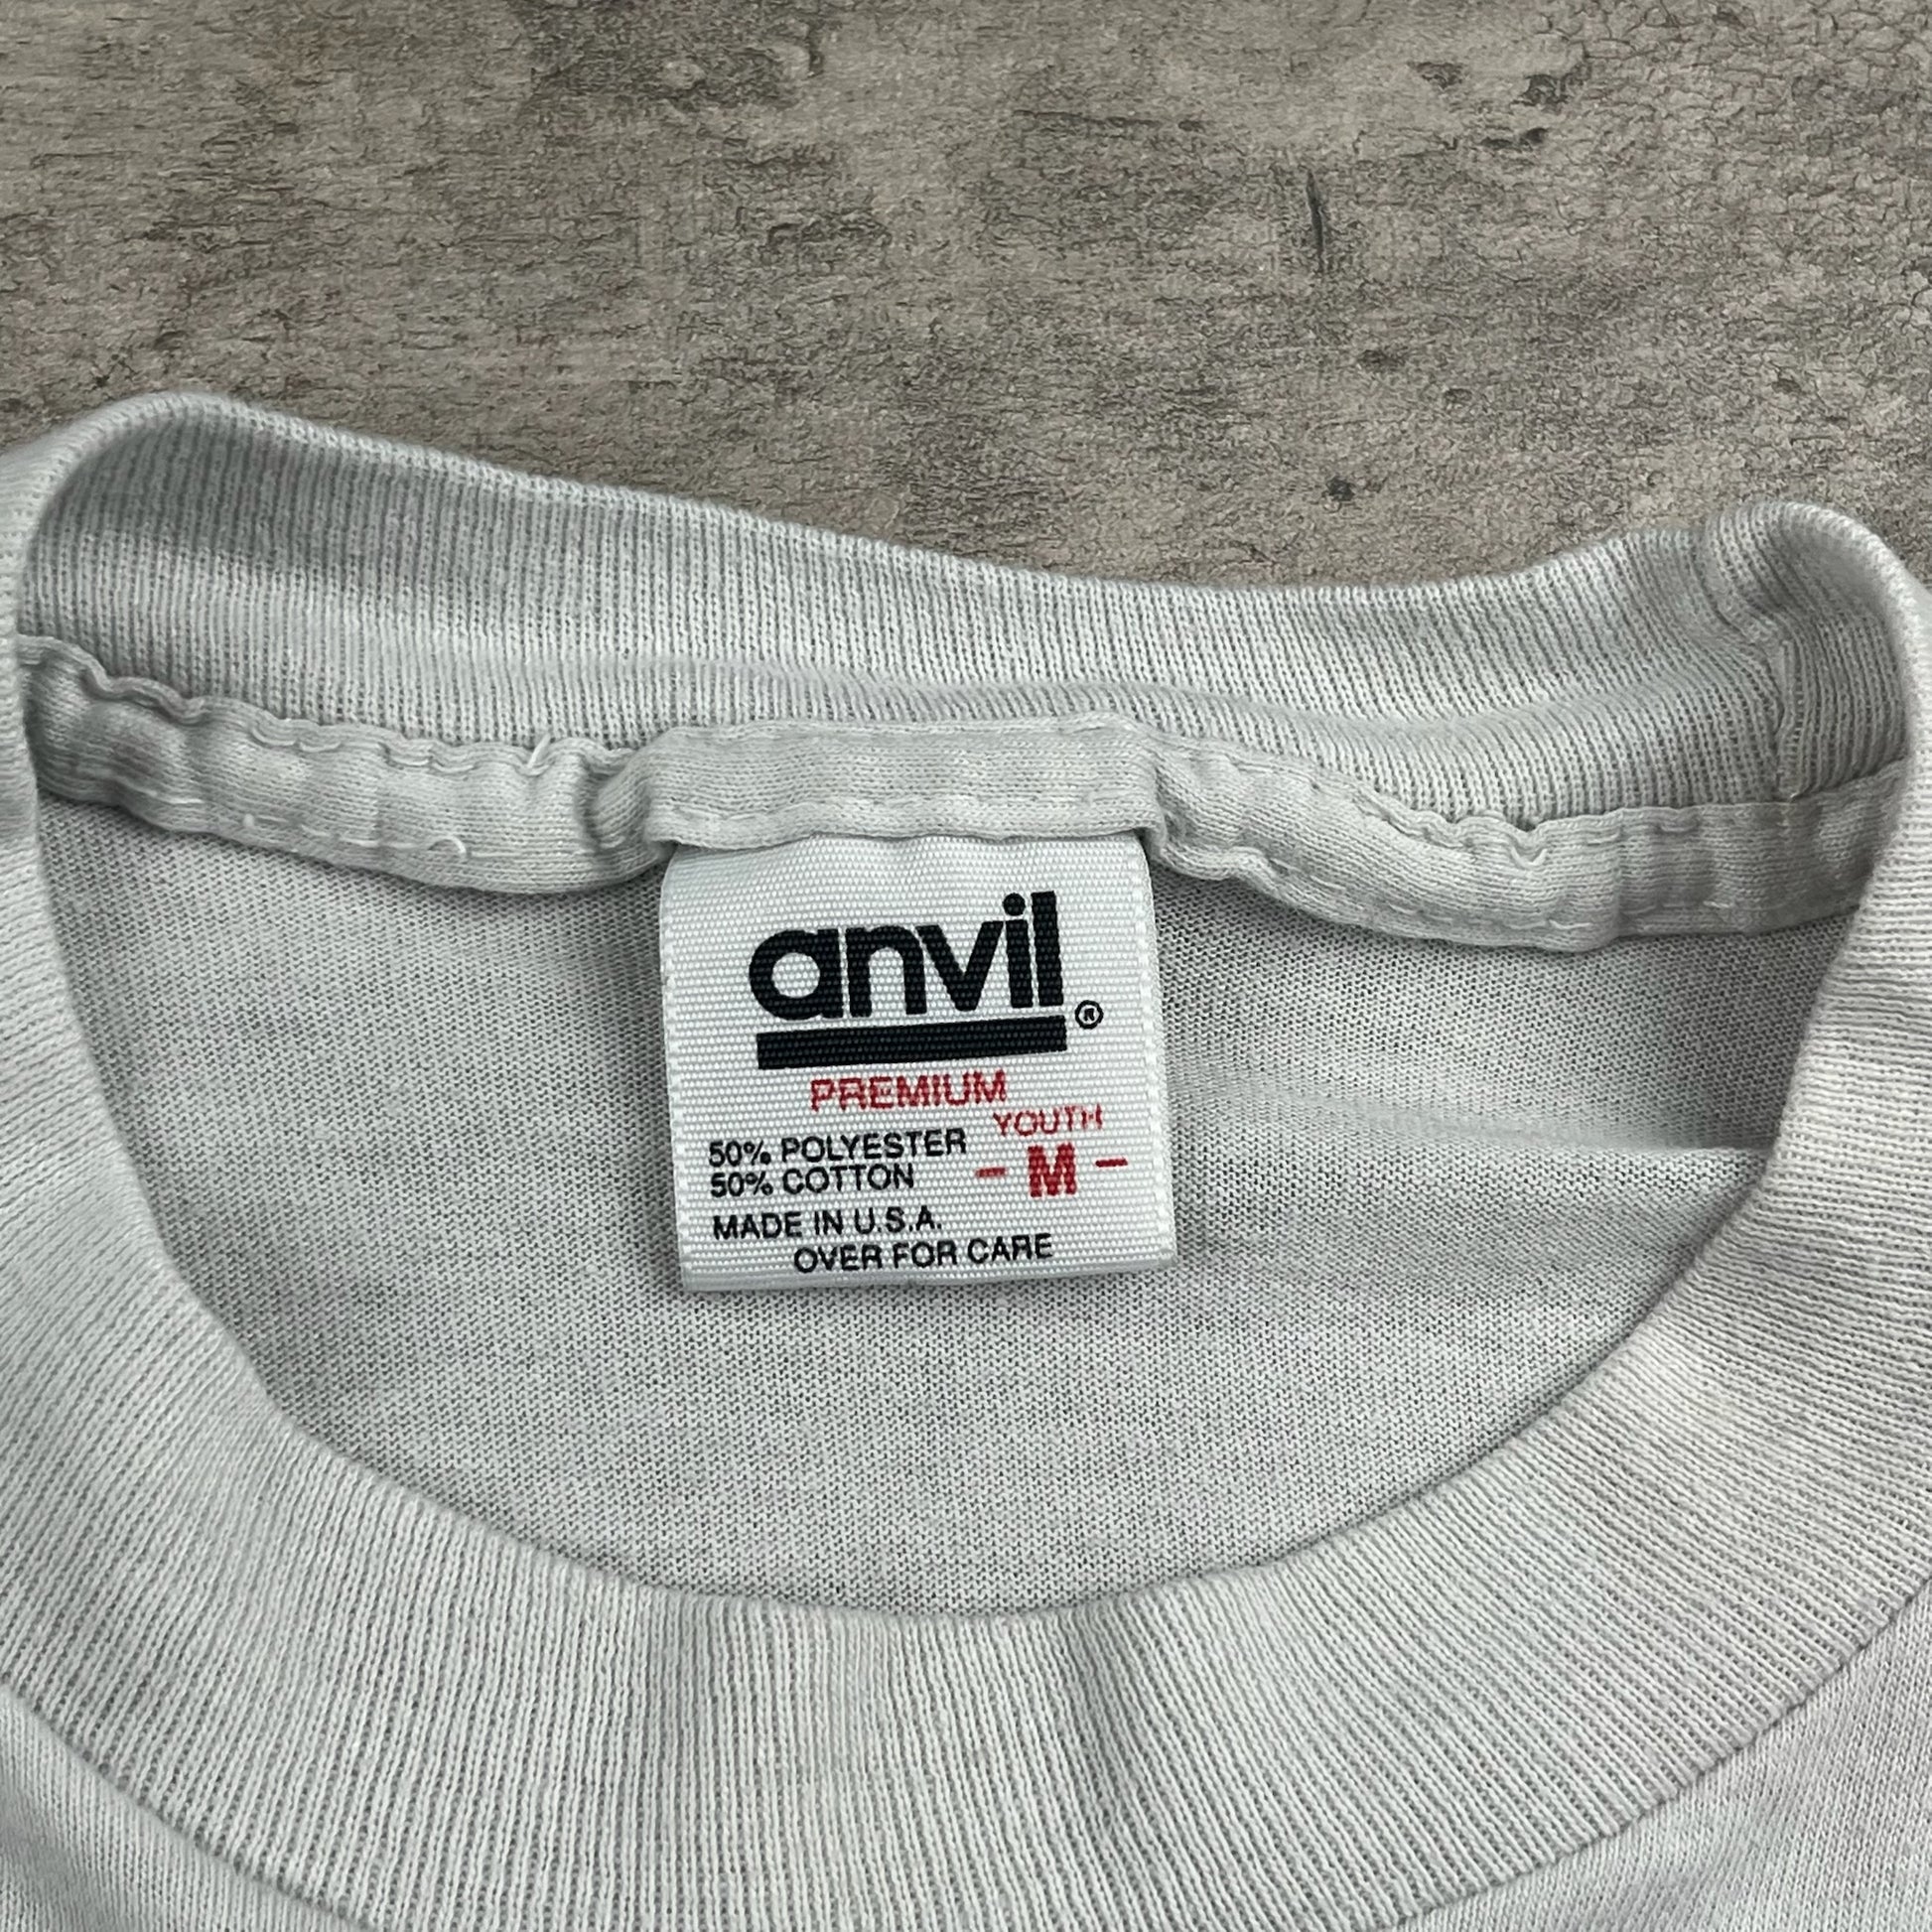 anvil®
PREMIUM
YOUTH
50% POLYESTER
50% COTTON
- M -
MADE IN U.S.A.
OVER FOR CARE